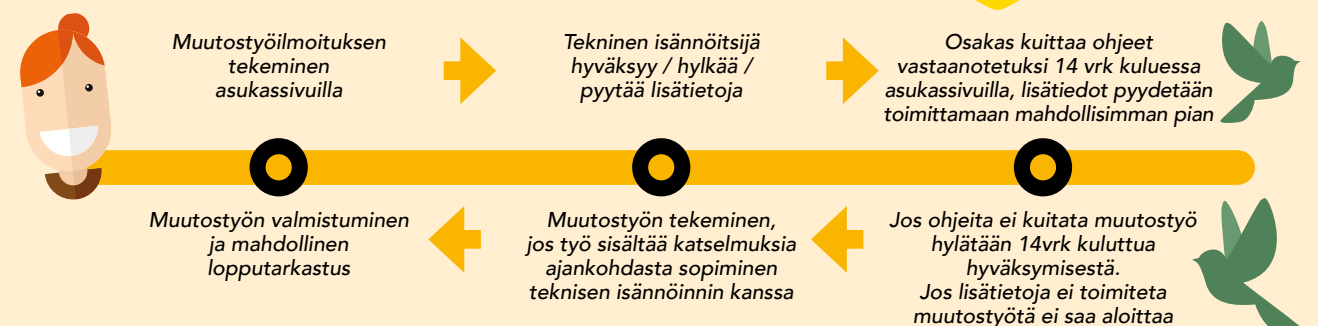 Muutostyöilmoituksen
tekeminen
asukassivuilla
Tekninen isännöitsijä
hyväksyy / hylkää /
pyytää lisätietoja
Osakas kuittaa ohjeet
vastaanotetuksi 14 vrk kuluessa
asukassivuilla, lisätiedot pyydetään
toimittamaan mahdollisimman pian
Jos ohjeita ei kuitata muutostyö
hylätään 14vrk kuluttua
hyväksymisestä.
Jos lisätietoja ei toimiteta
muutostyötä ei saa aloittaa
Muutostyön tekeminen,
jos työ sisältää katselmuksia
ajankohdasta sopiminen
teknisen isännöinnin kanssa
Muutostyön valmistuminen
ja mahdollinen
lopputarkastus